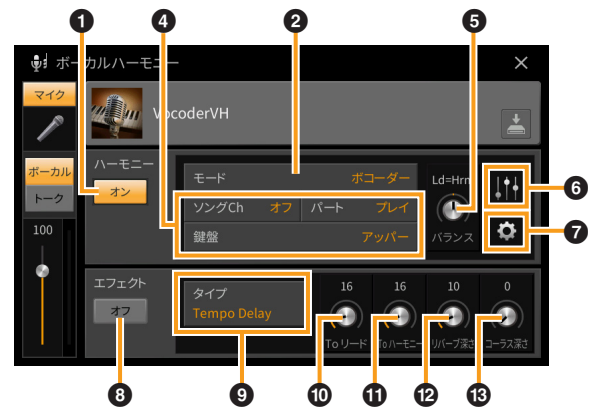 1 4 2 5
ボーカルハーモニー ×
マイク
VocoderVH
ボーカル
トーク
100
ハーモニー
オン
モード ボコーダー
ソングCh オフ パート プレイ
鍵盤 アッパー
Ld=Hrm
バランス
6
7
エフェクト
オフ
タイプ
Tempo Delay
16 16 10 0
Toリード Toハーモニー リバーブ深さ コーラス深さ
8 9 10 11 12 13